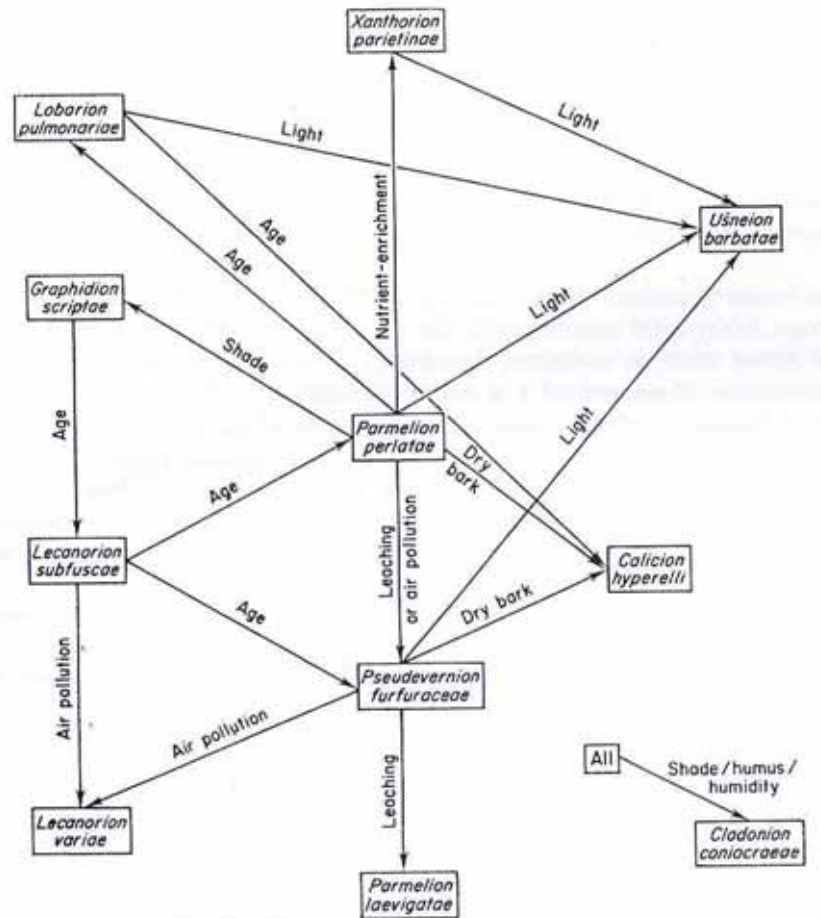 Xanthorion
parietinae
Lobarion
pulmonariae
Light
Light
Ušneion
barbatae
Age
Age
Nutrient-enrichment
Graphidion
scriptae
Light
Shade
Age
Parmelion
perlatae
Light
Dry
bark
Age
Lecanorion
subfuscae
Leaching
or air pollution
Calicion
hyperelli
Age
Dry bark
Pseudevernion
furfuraceae
Air pollution
Air pollution
All
Shade/humus/
humidity
Leaching
Lecanorion
variae
Cladonion
coniocraeae
Parmelion
laevigatae